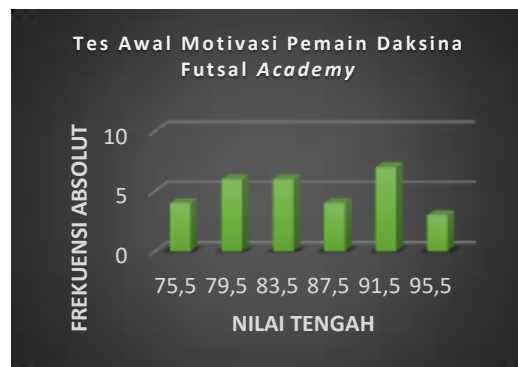 Tes Awal Motivasi Pemain Daksina
Futsal Academy
FREKUENSI ABSOLUT
10
5
0
75,5 79,5 83,5 87,5 91,5 95,5
NILAI TENGAH